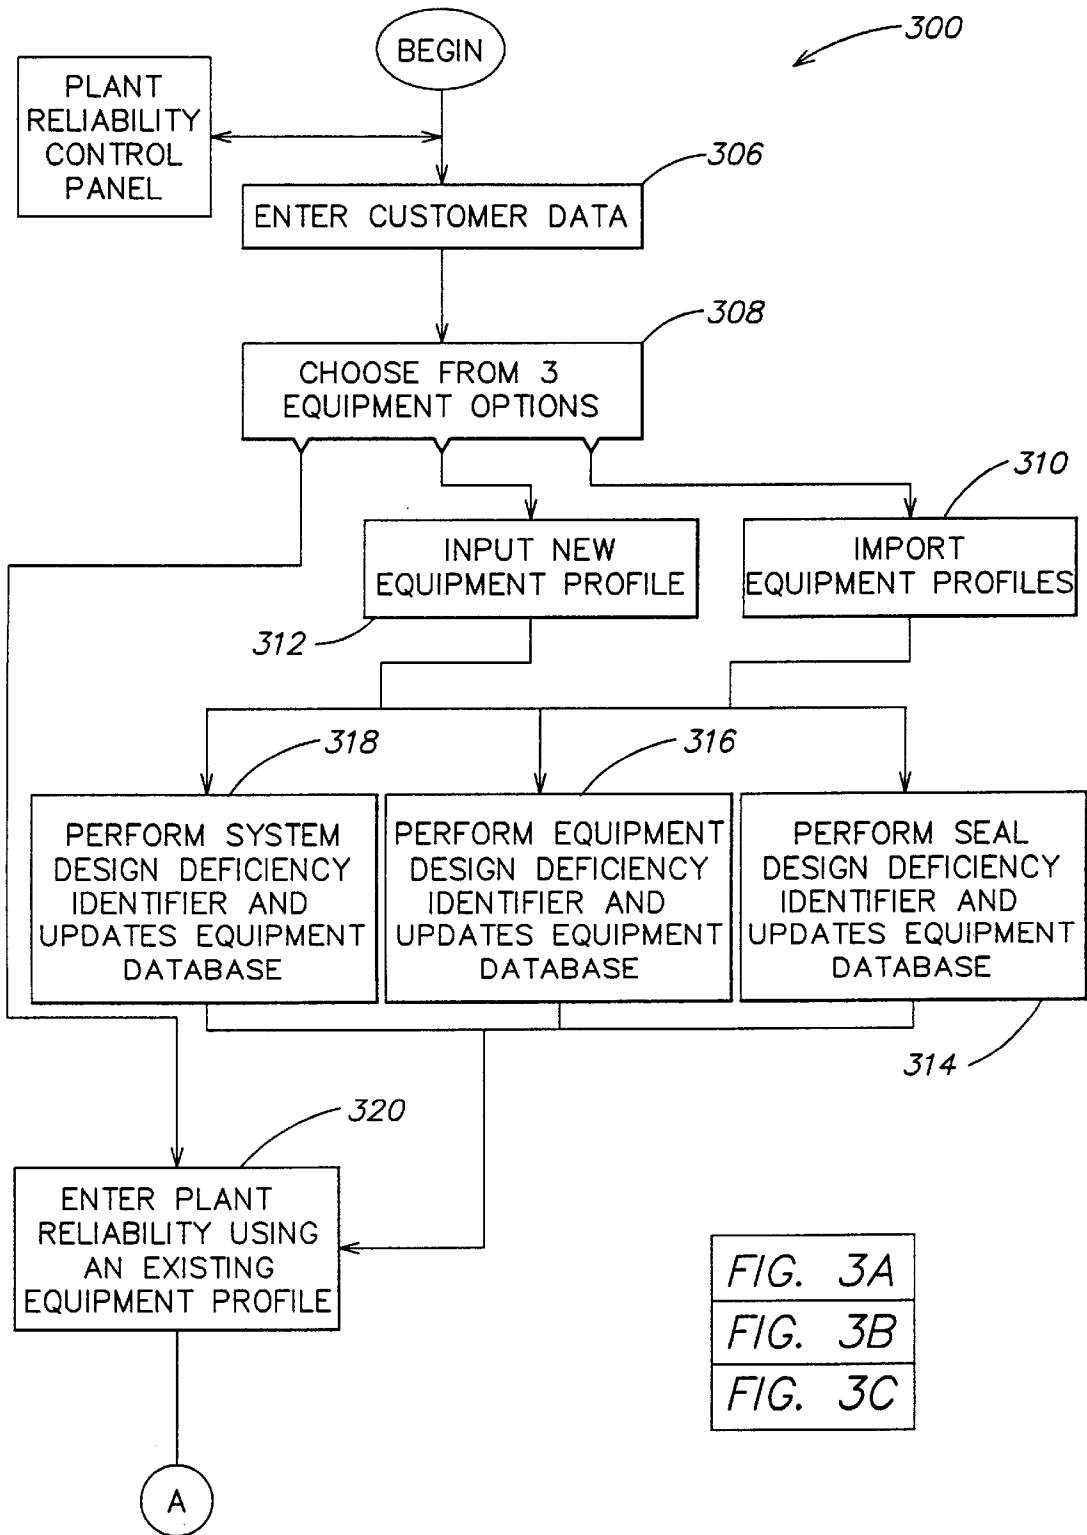 BEGIN
300
PLANT
RELIABILITY
CONTROL
PANEL
306
ENTER CUSTOMER DATA
308
CHOOSE FROM 3
EQUIPMENT OPTIONS
310
INPUT NEW
EQUIPMENT PROFILE
IMPORT
EQUIPMENT PROFILES
312
318
316
PERFORM SYSTEM
DESIGN DEFICIENCY
IDENTIFIER AND
UPDATES EQUIPMENT
DATABASE
PERFORM EQUIPMENT
DESIGN DEFICIENCY
IDENTIFIER AND
UPDATES EQUIPMENT
DATABASE
PERFORM SEAL
DESIGN DEFICIENCY
IDENTIFIER AND
UPDATES EQUIPMENT
DATABASE
314
320
ENTER PLANT
RELIABILITY USING
AN EXISTING
EQUIPMENT PROFILE
FIG. 3A
FIG. 3B
FIG. 3C
A